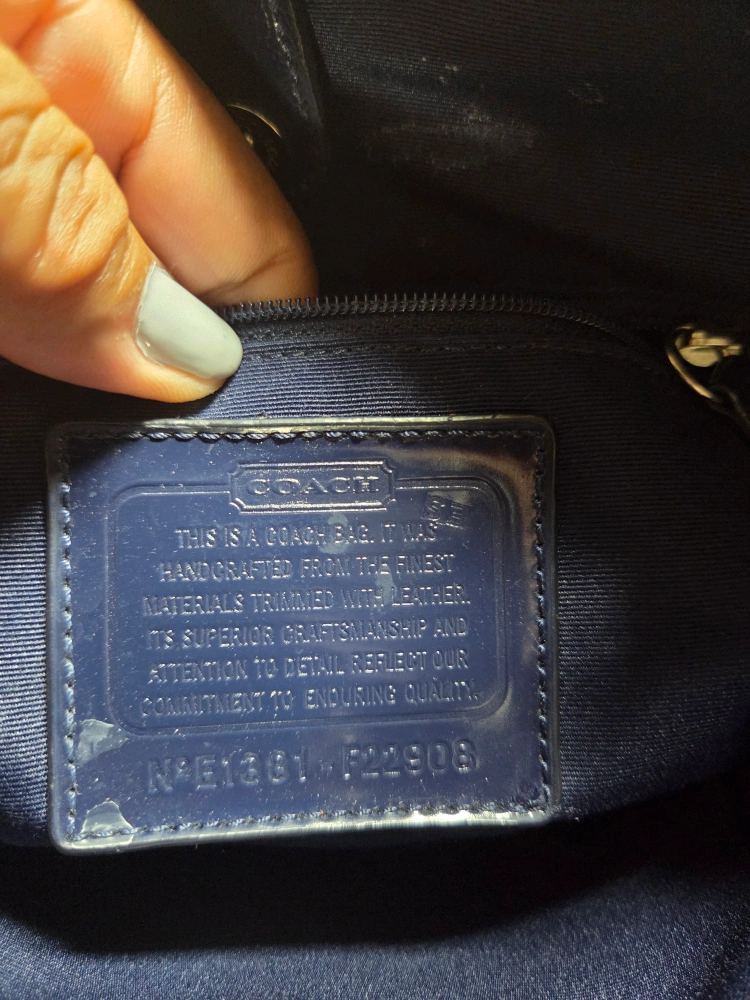 COACH
THIS IS A COACH BAG. IT WAS
HANDCRAFTED FROM THE FINEST
MATERIALS TRIMMED WITH LEATHER.
ITS SUPERIOR CRAFTSMANSHIP AND
ATTENTION TO DETAIL REFLECT OUR
COMMITMENT TO ENDURING QUALITY.
Nº E1361 - F22908